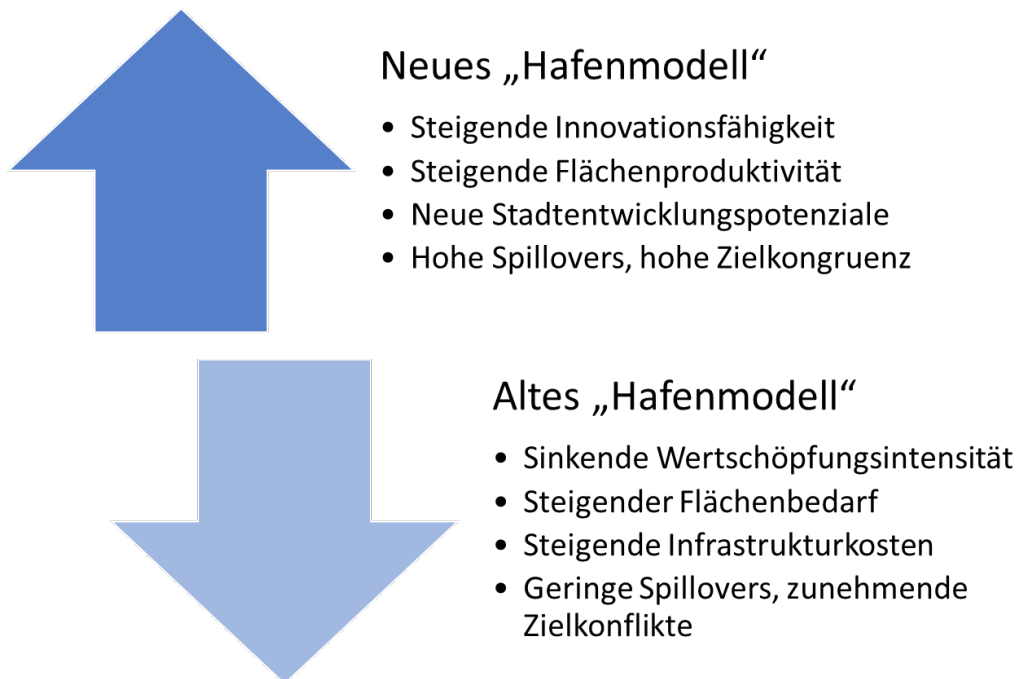 Neues „Hafenmodell“
• Steigende Innovationsfähigkeit
• Steigende Flächenproduktivität
• Neue Stadtentwicklungspotenziale
• Hohe Spillovers, hohe Zielkongruenz
Altes „Hafenmodell“
• Sinkende Wertschöpfungsintensität
• Steigender Flächenbedarf
• Steigende Infrastrukturkosten
• Geringe Spillovers, zunehmende
Zielkonflikte